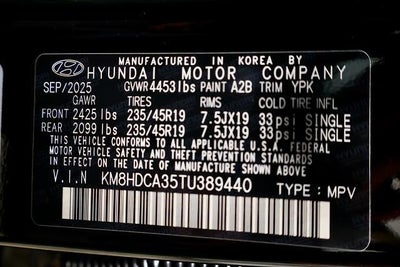 MANUFACTURED IN KOREA BY
HYUNDAI MOTOR COMPANY
SEP/2025 GVWR 4453 lbs PAINT A2B TRIM YPK
GAWR TIRES RIMS COLD TIRE INFL
FRONT 2425 lbs 235/45R19 7.5JX19 33psi SINGLE
REAR 2099 lbs 235/45R19 7.5JX19 33psi SINGLE
THIS VEHICLE CONFORMS TO ALL APPLICABLE U.S.A. FEDERAL
MOTOR VEHICLE SAFETY AND THEFT PREVENTION STANDARDS
IN EFFECT ON THE DATE OF MANUFACTURE SHOWN ABOVE
V.I.N KM8HDCA35TU389440 TYPE : MPV